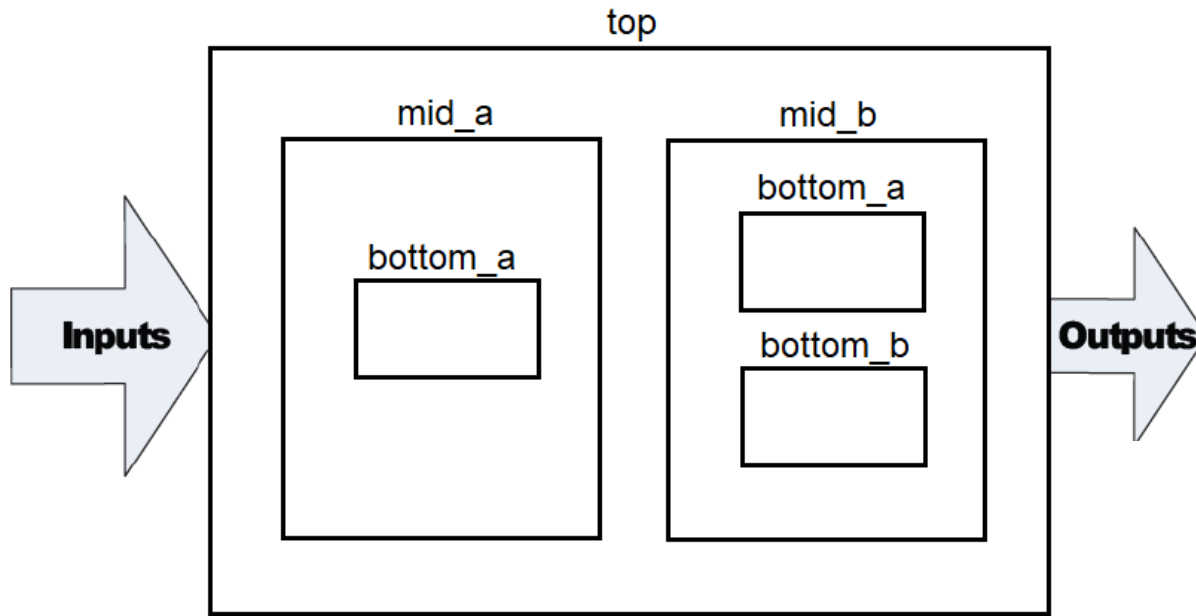 top
mid_a
mid_b
bottom_a
bottom_a
bottom_b
Inputs
Outputs